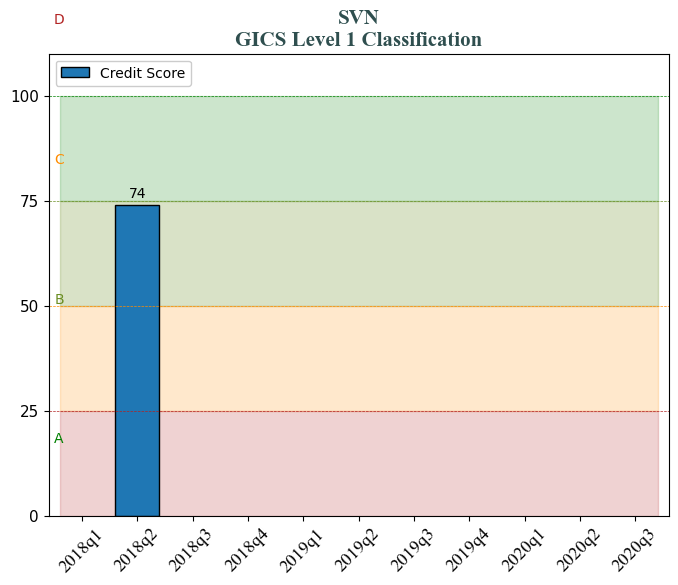 SVN
GICS Level 1 Classification
D
Credit Score
100
C
74
75
B
50
25
A
0
2018q1 2018q2 2018q3 2018q4 2019q1 2019q2 2019q3 2019q4 2020q1 2020q2 2020q3